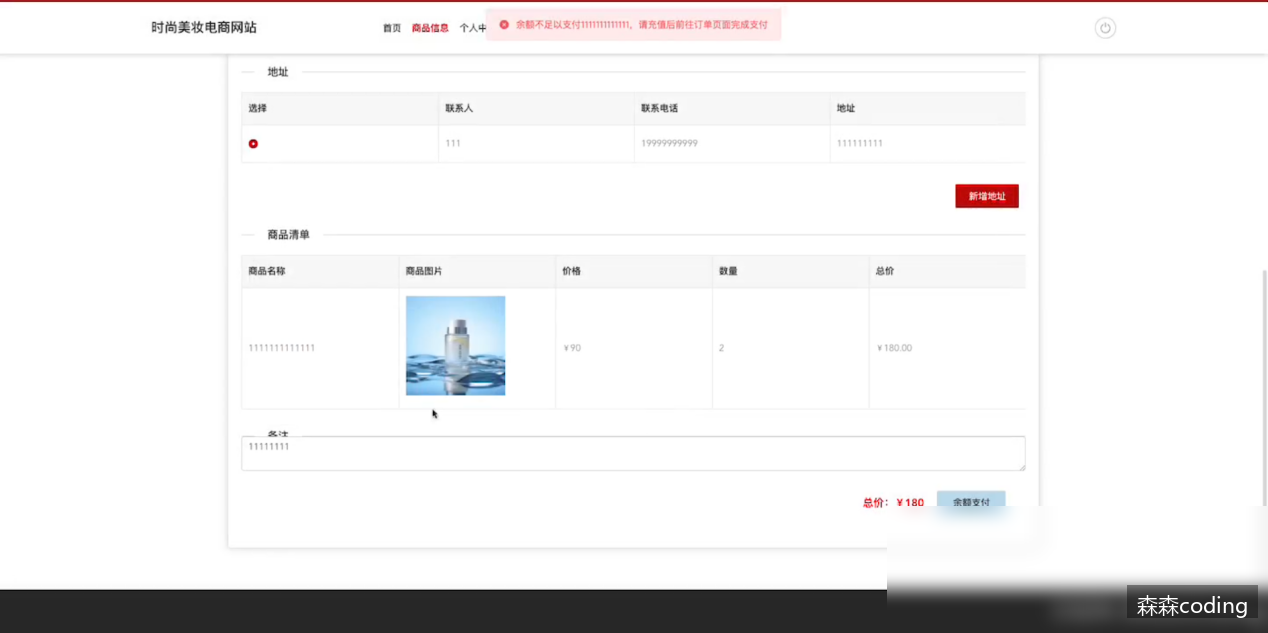 时尚美妆电商网站 首页 商品信息 个人中
余额不足以支付1111111111111，请充值后前往订单页面完成支付
地址
选择 联系人 联系电话 地址
111 19999999999 111111111
新增地址
商品清单
商品名称 商品图片 价格 数量 总价
1111111111111 ￥90 2 ￥180.00
备注
11111111
总价：￥180 余额支付
森森coding